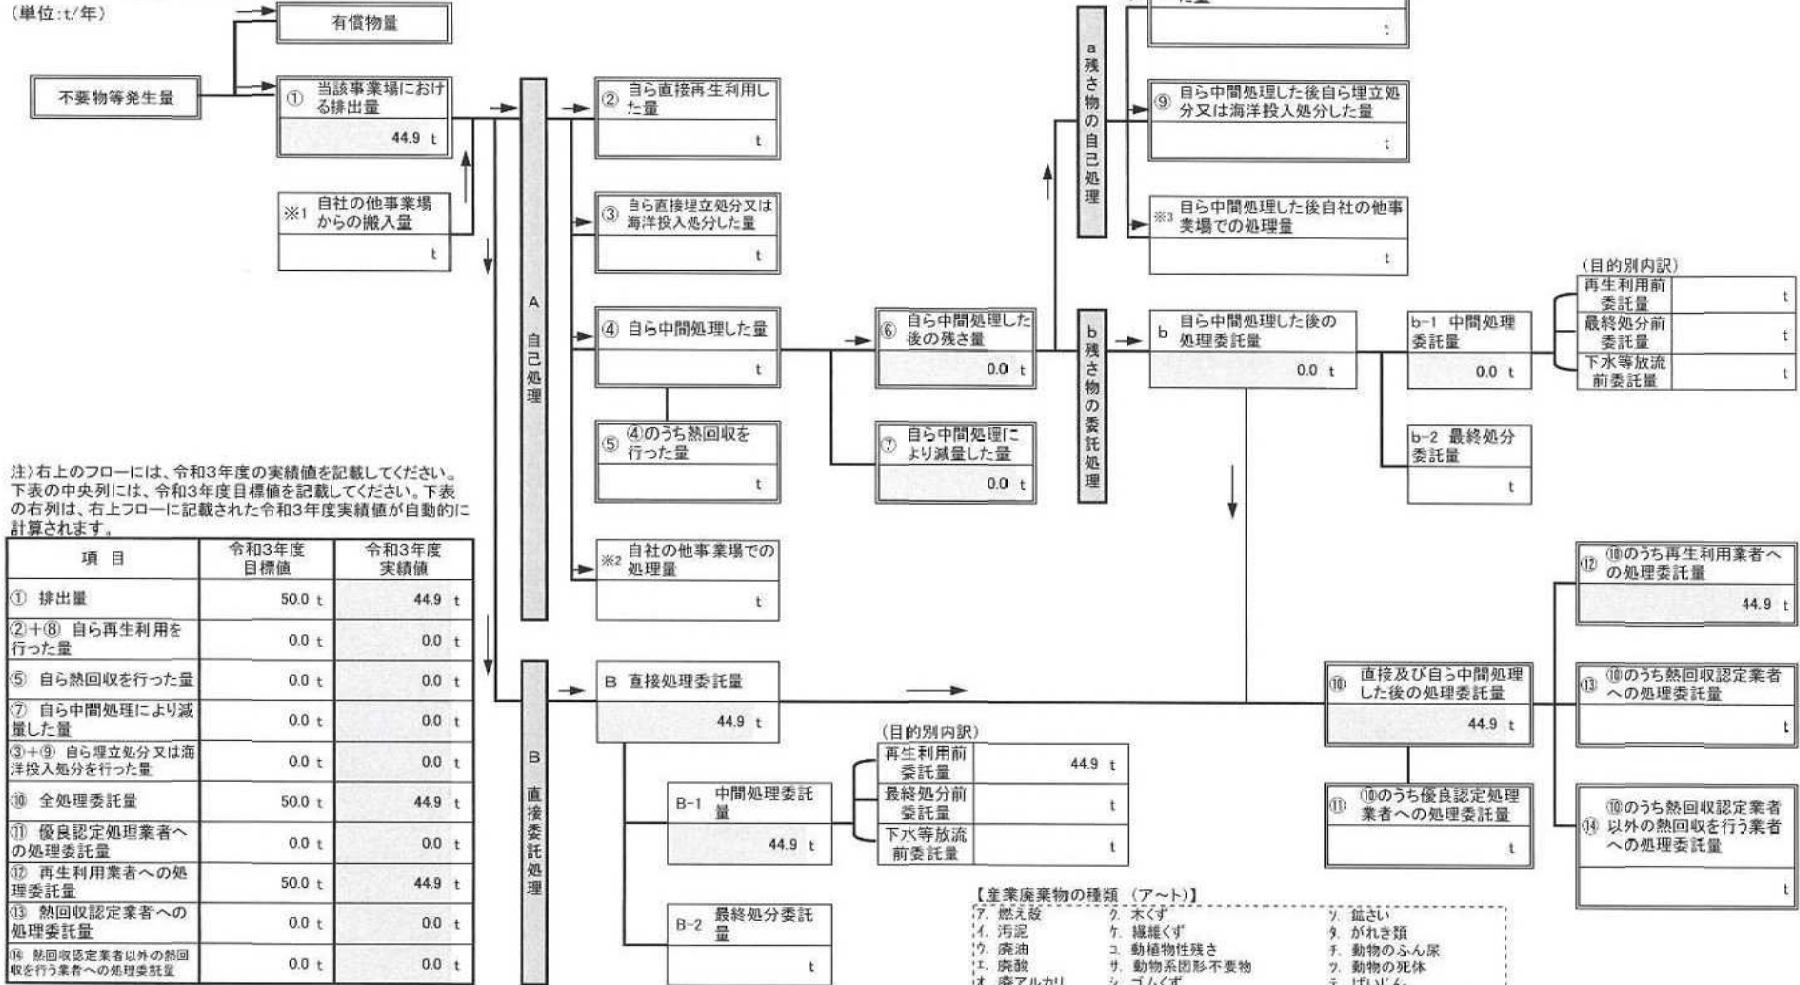 (単位:t/年)
有償物量
不要物等発生量
① 当該事業場におけ
る排出量
44.9 t
※1 自社の他事業場
からの搬入量
t
A 自己処理
② 自ら直接再生利用し
た量
t
③ 自ら直接埋立処分又は
海洋投入処分した量
t
④ 自ら中間処理した量
t
⑤ ④のうち熱回収を
行った量
t
※2 自社の他事業場での
処理量
t
⑥ 自ら中間処理した
後の残さ量
0.0 t
⑦ 自ら中間処理に
より減量した量
0.0 t
a 残さ物の自己処理
た量
⑨ 自ら中間処理した後自ら埋立処
分又は海洋投入処分した量
※3 自ら中間処理した後自社の他事
業場での処理量
t
b 残さ物の委託処理
b 自ら中間処理した後の
処理委託量
0.0 t
b-1 中間処理
委託量
0.0 t
b-2 最終処分
委託量
t
(目的別内訳)
再生利用前
委託量 t
最終処分前
委託量 t
下水等放流
前委託量 t
注)右上のフローには、令和3年度の実績値を記載してください。
下表の中央列には、令和3年度目標値を記載してください。下表
の右列は、右上フローに記載された令和3年度実績値が自動的に
計算されます。
項 目 令和3年度 令和3年度
目標値 実績値
① 排出量 50.0 t 44.9 t
②+⑧ 自ら再生利用を
行った量 0.0 t 0.0 t
⑤ 自ら熱回収を行った量 0.0 t 0.0 t
⑦ 自ら中間処理により減
量した量 0.0 t 0.0 t
③+⑨ 自ら埋立処分又は海
洋投入処分を行った量 0.0 t 0.0 t
⑩ 全処理委託量 50.0 t 44.9 t
⑪ 優良認定処理業者へ
の処理委託量 0.0 t 0.0 t
⑫ 再生利用業者への処
理委託量 50.0 t 44.9 t
⑬ 熱回収認定業者への
処理委託量 0.0 t 0.0 t
⑭ 熱回収認定業者以外の熱回
収を行う業者への処理委託量 0.0 t 0.0 t
B 直接委託処理
B 直接処理委託量
44.9 t
B-1 中間処理委託
量
44.9 t
B-2 最終処分委託
量
t
(目的別内訳)
再生利用前
委託量 44.9 t
最終処分前
委託量 t
下水等放流
前委託量 t
⑩ 直接及び自ら中間処理
した後の処理委託量
44.9 t
⑪ ⑩のうち優良認定処理
業者への処理委託量
t
⑫ ⑩のうち再生利用業者へ
の処理委託量
44.9 t
⑬ ⑩のうち熱回収認定業者
への処理委託量
t
⑭ ⑩のうち熱回収認定業者
以外の熱回収を行う業者
への処理委託量
t
【産業廃棄物の種類 (ア~ト)】
ア. 燃え殻 ク. 木くず ソ. 鉱さい
イ. 汚泥 ケ. 繊維くず タ. がれき類
ウ. 廃油 コ. 動植物性残さ チ. 動物のふん尿
エ. 廃酸 サ. 動物系固形不要物 ツ. 動物の死体
オ. 廃アルカリ シ. ゴムくず テ. ばいじん